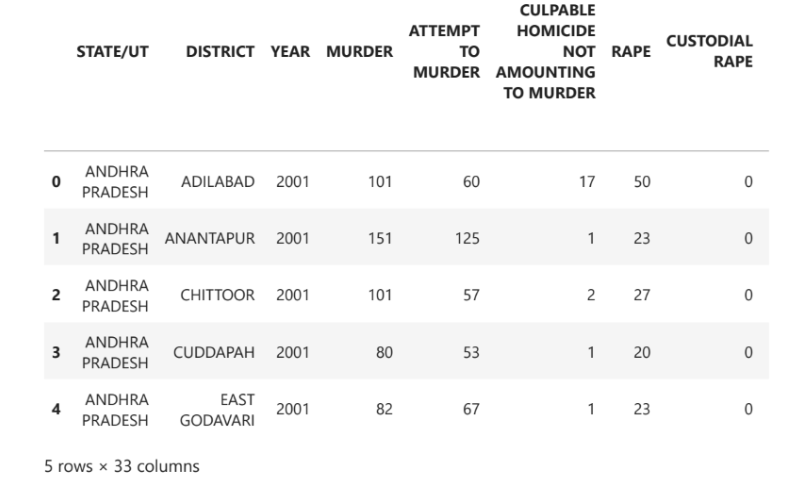 STATE/UT DISTRICT YEAR MURDER ATTEMPT TO MURDER CULPABLE HOMICIDE NOT AMOUNTING TO MURDER RAPE CUSTODIAL RAPE
0 ANDHRA PRADESH ADILABAD 2001 101 60 17 50 0
1 ANDHRA PRADESH ANANTAPUR 2001 151 125 1 23 0
2 ANDHRA PRADESH CHITTOOR 2001 101 57 2 27 0
3 ANDHRA PRADESH CUDDAPAH 2001 80 53 1 20 0
4 ANDHRA PRADESH EAST GODAVARI 2001 82 67 1 23 0
5 rows × 33 columns